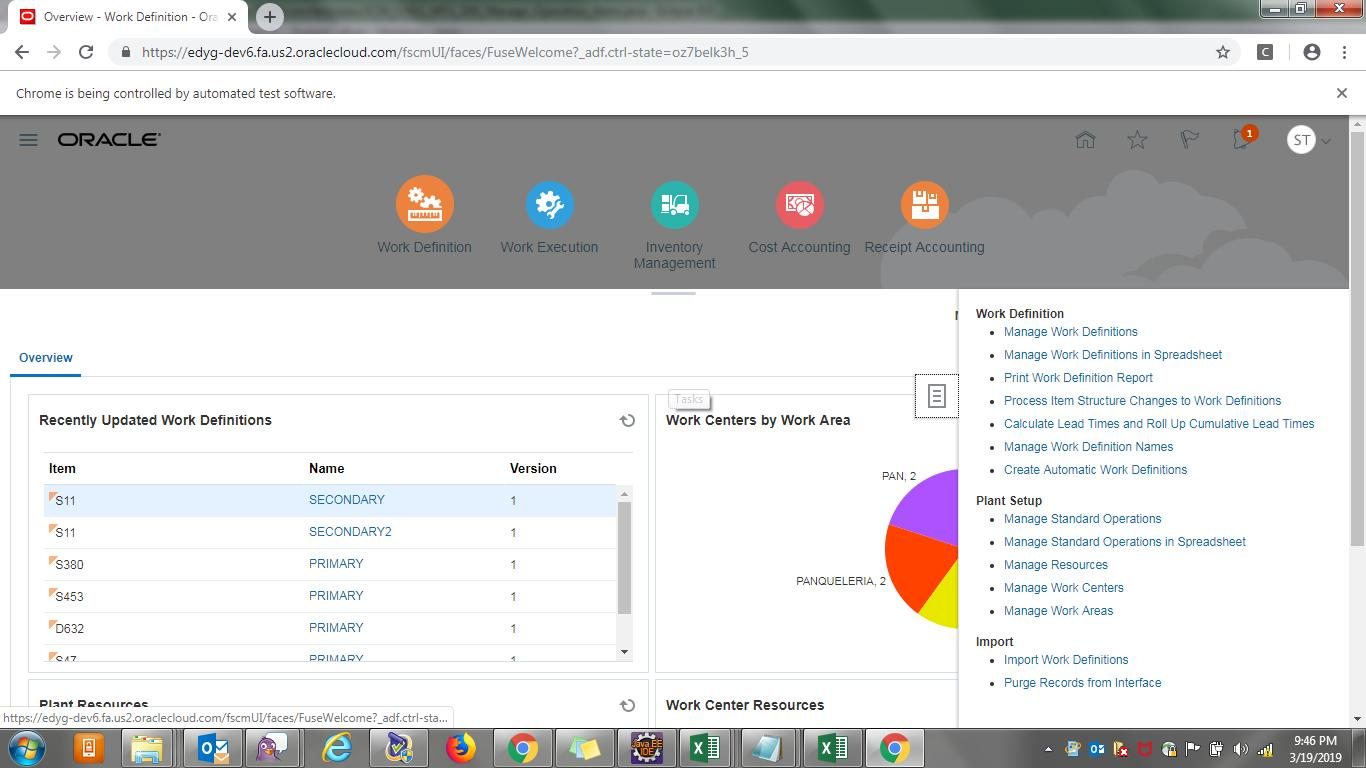 Overview - Work Definition - Ora
https://edyg-dev6.fa.us2.oraclecloud.com/fscmUI/faces/FuseWelcome?_adf.ctrl-state=oz7belk3h_5
C
Chrome is being controlled by automated test software.
ORACLE
1
ST
Work Definition
Work Execution
Inventory
Management
Cost Accounting
Receipt Accounting
Overview
Tasks
Recently Updated Work Definitions
Item Name Version
S11 SECONDARY 1
S11 SECONDARY2 1
S380 PRIMARY 1
S453 PRIMARY 1
D632 PRIMARY 1
S47 PRIMARY 1
Work Centers by Work Area
PAN, 2
PANQUELERIA, 2
Plant Resources
Work Center Resources
Work Definition
Manage Work Definitions
Manage Work Definitions in Spreadsheet
Print Work Definition Report
Process Item Structure Changes to Work Definitions
Calculate Lead Times and Roll Up Cumulative Lead Times
Manage Work Definition Names
Create Automatic Work Definitions
Plant Setup
Manage Standard Operations
Manage Standard Operations in Spreadsheet
Manage Resources
Manage Work Centers
Manage Work Areas
Import
Import Work Definitions
Purge Records from Interface
https://edyg-dev6.fa.us2.oraclecloud.com/fscmUI/faces/FuseWelcome?_adf.ctrl-sta...
Java EE
IDE
9:46 PM
3/19/2019